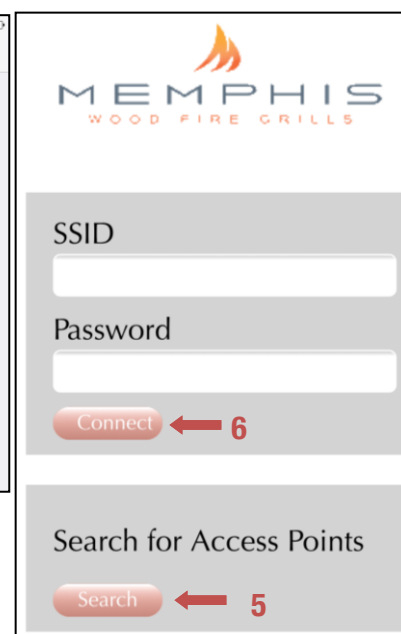 MEMPHIS
WOOD FIRE GRILLS
SSID
Password
Connect 6
Search for Access Points
Search 5